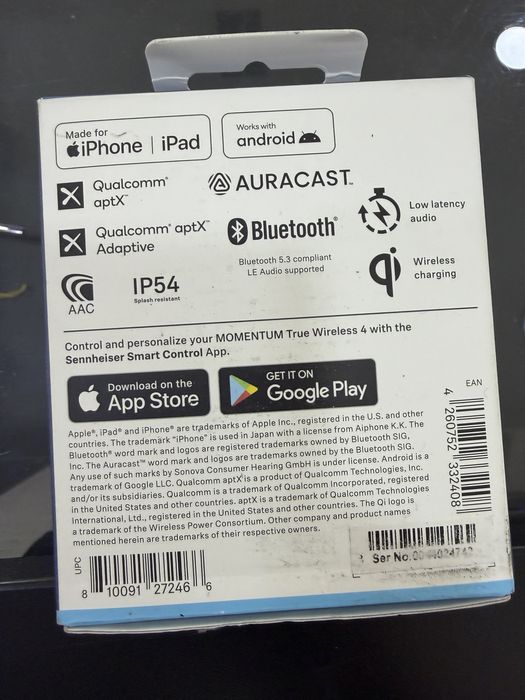 Made for
iPhone | iPad
Works with
android
Qualcomm®
aptX™
AURACAST™
Low latency
audio
Qualcomm® aptX™
Adaptive
Bluetooth®
Bluetooth 5.3 compliant
LE Audio supported
Wireless
charging
qi
AAC
IP54
Splash resistant
Control and personalize your MOMENTUM True Wireless 4 with the
Sennheiser Smart Control App.
Download on the
App Store
GET IT ON
Google Play
Apple®, iPad® and iPhone® are trademarks of Apple Inc., registered in the U.S. and other
countries. The trademark "iPhone" is used in Japan with a license from Aiphone K.K. The
Bluetooth® word mark and logos are registered trademarks owned by Bluetooth SIG,
Inc. The Auracast™ word mark and logos are trademarks owned by the Bluetooth SIG.
Any use of such marks by Sonova Consumer Hearing GmbH is under license. Android is a
trademark of Google LLC. Qualcomm aptX is a product of Qualcomm Technologies, Inc.
and/or its subsidiaries. Qualcomm is a trademark of Qualcomm Incorporated, registered
in the United States and other countries. aptX is a trademark of Qualcomm Technologies
International, Ltd., registered in the United States and other countries. The Qi logo is
a trademark of the Wireless Power Consortium. Other company and product names
mentioned herein are trademarks of their respective owners.
EAN
4 260752 332408
UPC
8 10091 27246 6
Ser No.